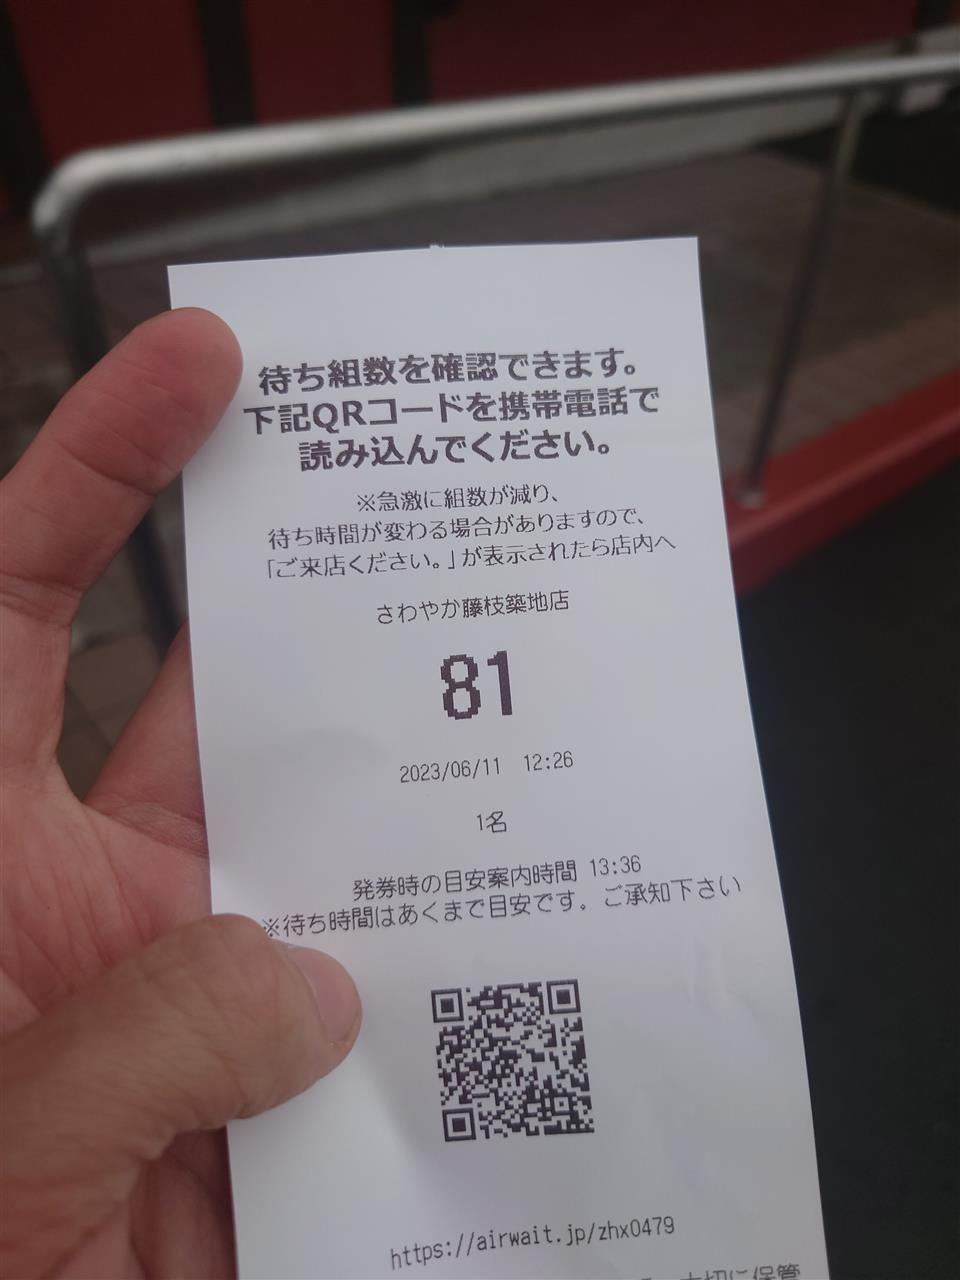 待ち組数を確認できます。
下記QRコードを携帯電話で
読み込んでください。
※急激に組数が減り、
待ち時間が変わる場合がありますので、
「ご来店ください。」が表示されたら店内へ
さわやか藤枝築地店
81
2023/06/11 12:26
1名
発券時の目安案内時間 13:36
※待ち時間はあくまで目安です。ご承知下さい
https://airwait.jp/zhx0479
大切に保管